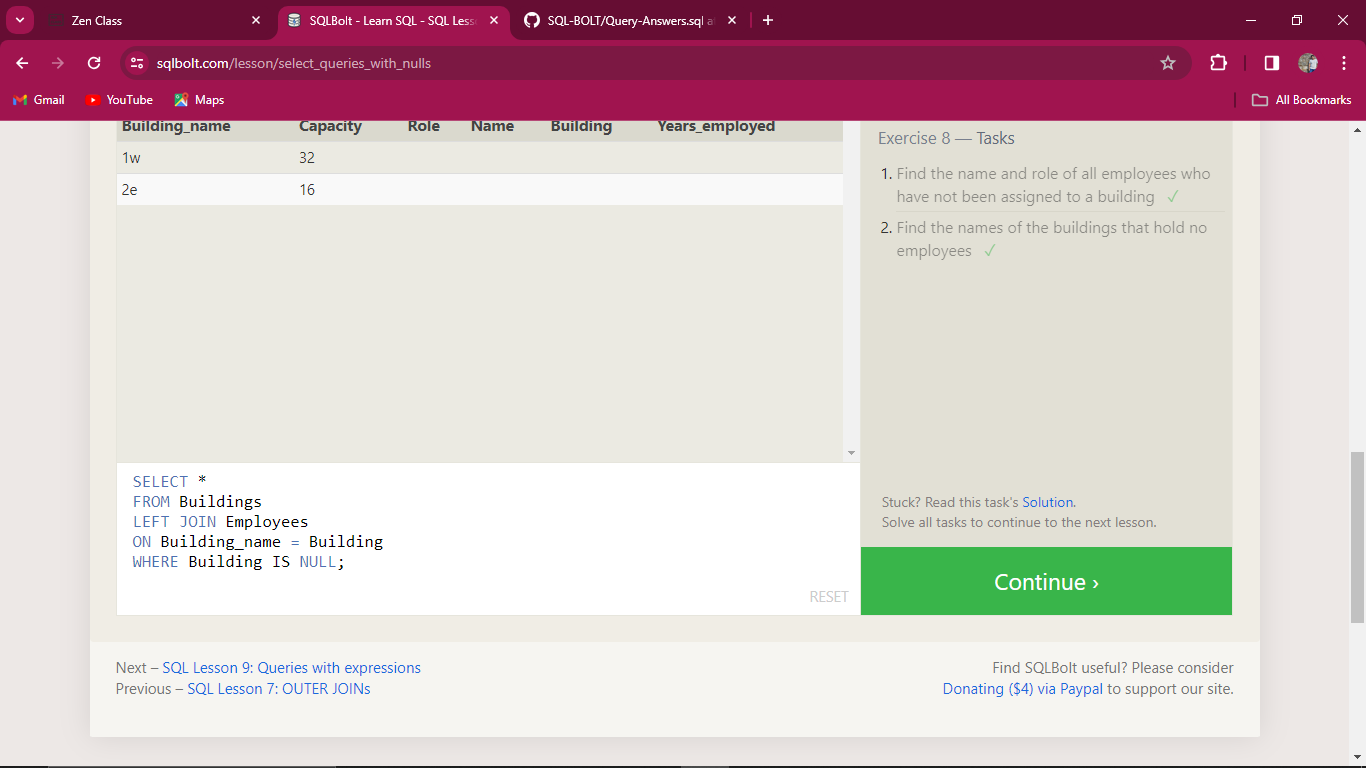 Zen Class
SQLBolt - Learn SQL - SQL Less
SQL-BOLT/Query-Answers.sql at
sqlbolt.com/lesson/select_queries_with_nulls
Gmail YouTube Maps All Bookmarks
Building_name Capacity Role Name Building Years_employed
1w 32
2e 16
Exercise 8 — Tasks
1. Find the name and role of all employees who
have not been assigned to a building ✓
2. Find the names of the buildings that hold no
employees ✓
SELECT *
FROM Buildings
LEFT JOIN Employees
ON Building_name = Building
WHERE Building IS NULL;
RESET
Stuck? Read this task's Solution.
Solve all tasks to continue to the next lesson.
Continue ›
Next – SQL Lesson 9: Queries with expressions
Previous – SQL Lesson 7: OUTER JOINs
Find SQLBolt useful? Please consider
Donating ($4) via Paypal to support our site.